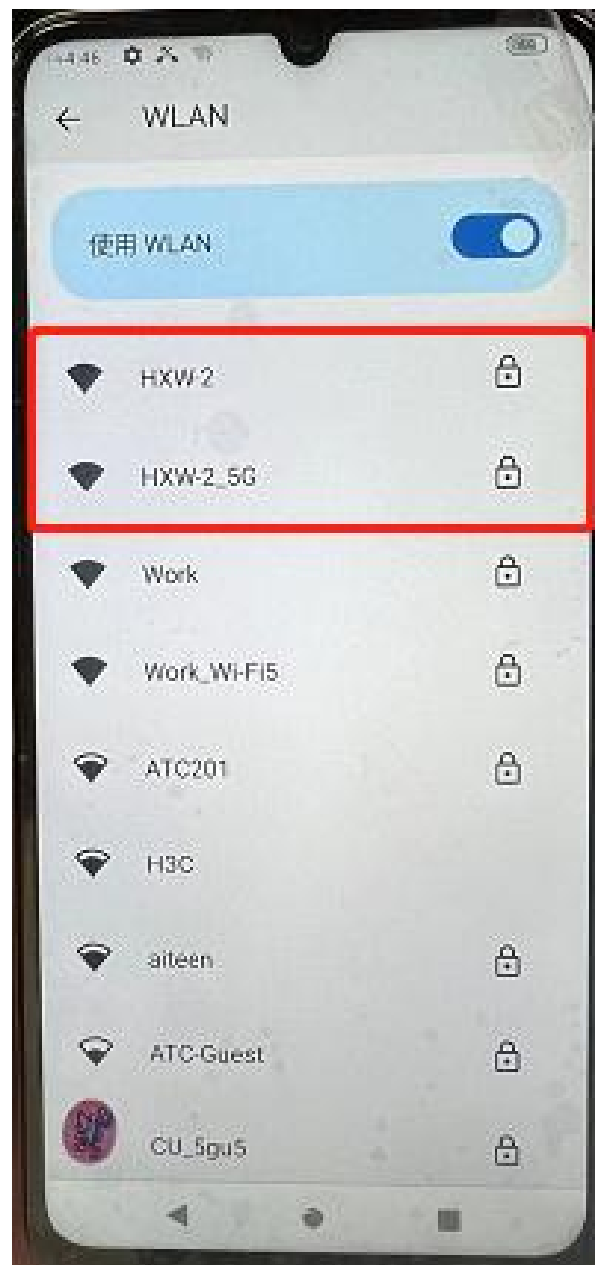 WLAN
使用 WLAN
HXW-2
HXW-2_5G
Work
Work_Wi-Fi5
ATC201
H3C
aiteen
ATC-Guest
CU_5gu5